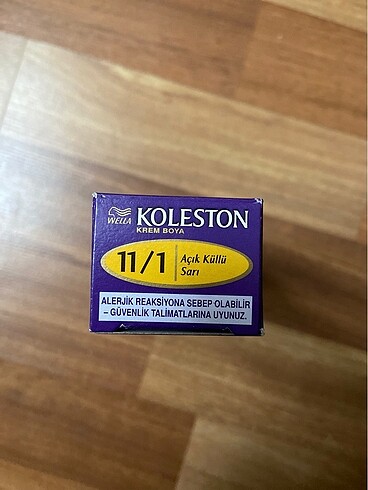 WELLA KOLESTON
KREM BOYA
11/1 Açık Küllü
Sarı
ALERJİK REAKSİYONA SEBEP OLABİLİR
– GÜVENLİK TALİMATLARINA UYUNUZ.